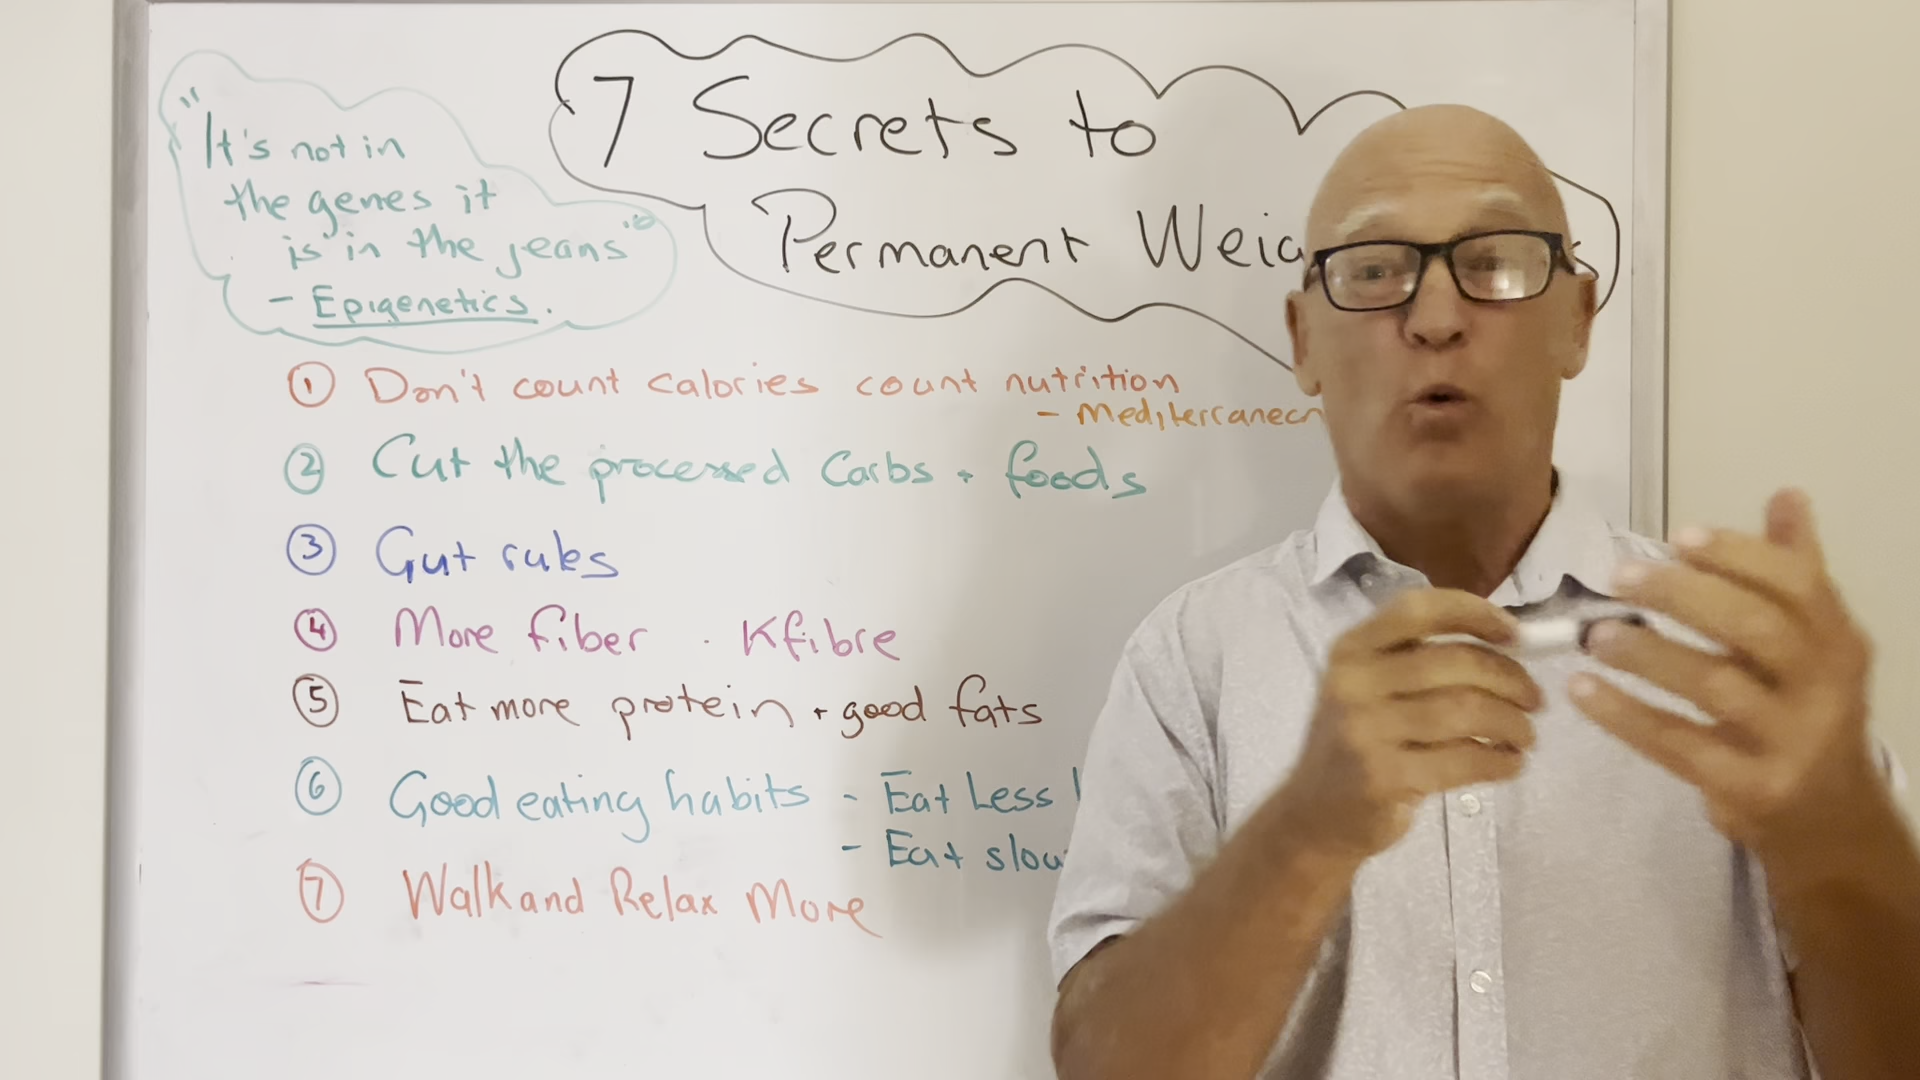 "It's not in
the genes it
is in the jeans"
- Epigenetics.
7 Secrets to
Permanent
① Don't count calories count nutrition
- Mediterranean
② Cut the processed Carbs + foods
③ Gut rules
④ More fiber . Kfibre
⑤ Eat more protein + good fats
⑥ Good eating habits - Eat Less
- Eat
⑦ Walk and Relax More